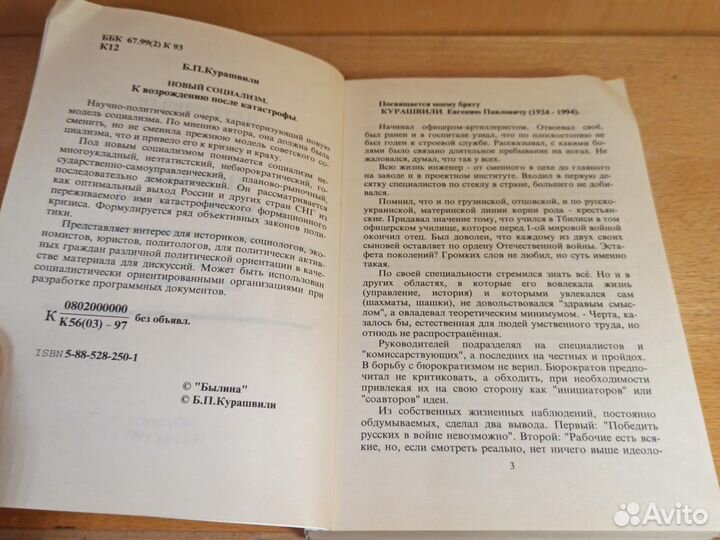 ББК 67.99(2) К 93
К12
Б.П.Курашвили
НОВЫЙ СОЦИАЛИЗМ.
К возрождению после катастрофы.
Научно-политический очерк, характеризующий новую
модель социализма. По мнению автора, она должна была
сменить, но не сменила прежнюю модель советского со-
циализма, что и привело его к кризису и краху.
Под новым социализмом понимается социализм не-
многоукладный, неэтатистский, небюрократический, го-
сударственно-самоуправленческий, планово-рыночный,
последовательно демократический. Он рассматривается
как оптимальный выход России и других стран СНГ из
переживаемого ими катастрофического формационного
кризиса. Формулируется ряд объективных законов поли-
тики.
Представляет интерес для историков, социологов, эко-
номистов, юристов, политологов, для политически актив-
ных граждан различной политической ориентации в каче-
стве материала для дискуссий. Может быть использован
социалистически ориентированными организациями при
разработке программных документов.
К 0802000000
К56(03) - 97 без объявл.
ISBN 5-88-528-250-1
© "Былина"
© Б.П.Курашвили
Посвящается моему брату
КУРАШВИЛИ Евгению Павловичу (1924 - 1994).
Начинал офицером-артиллеристом. Отвоевал своё,
был ранен и в госпитале узнал, что по плоскостопию не
был годен к строевой службе. Рассказывал, с какими
болями было связано длительное пребывание на ногах. Не
жаловался, думал, что так у всех.
Всю жизнь инженер - от сменного в цехе до главного
на заводе и в проектном институте. Входил в первую де-
сятку специалистов по стеклу в стране, большего не до-
бивался.
Помнил, что и по грузинской, отцовской, и по русско-
украинской, материнской линии корни рода - крестьян-
ские. Придавал значение тому, что учился в Тбилиси в том
офицерском училище, которое перед 1-ой мировой войной
окончил отец. Был доволен, что каждому из двух своих
сыновей оставляет по ордену Отечественной войны. Эста-
фета поколений? Громких слов не любил, но суть именно
такая.
По своей специальности стремился знать всё. Но и в
других областях, в которые его вовлекала жизнь
(управление, история) и которыми увлекался сам
(шахматы, шашки), не довольствовался "здравым смыс-
лом", а овладевал теоретическим минимумом. - Черта, ка-
залось бы, естественная для людей умственного труда, но
отнюдь не распространённая.
Руководителей подразделял на специалистов и
"комиссарствующих", а последних на честных и пройдох.
В борьбу с бюрократизмом не верил. Бюрократов предпо-
читал не критиковать, а обходить, при необходимости
привлекая их на свою сторону как "инициаторов" или
"соавторов" идеи.
Из собственных жизненных наблюдений, постоянно
обдумываемых, сделал два вывода. Первый: "Победить
русских в войне невозможно". Второй: "Рабочие есть вся-
кие, но, если смотреть реально, нет ничего выше идеоло-
3
Avito